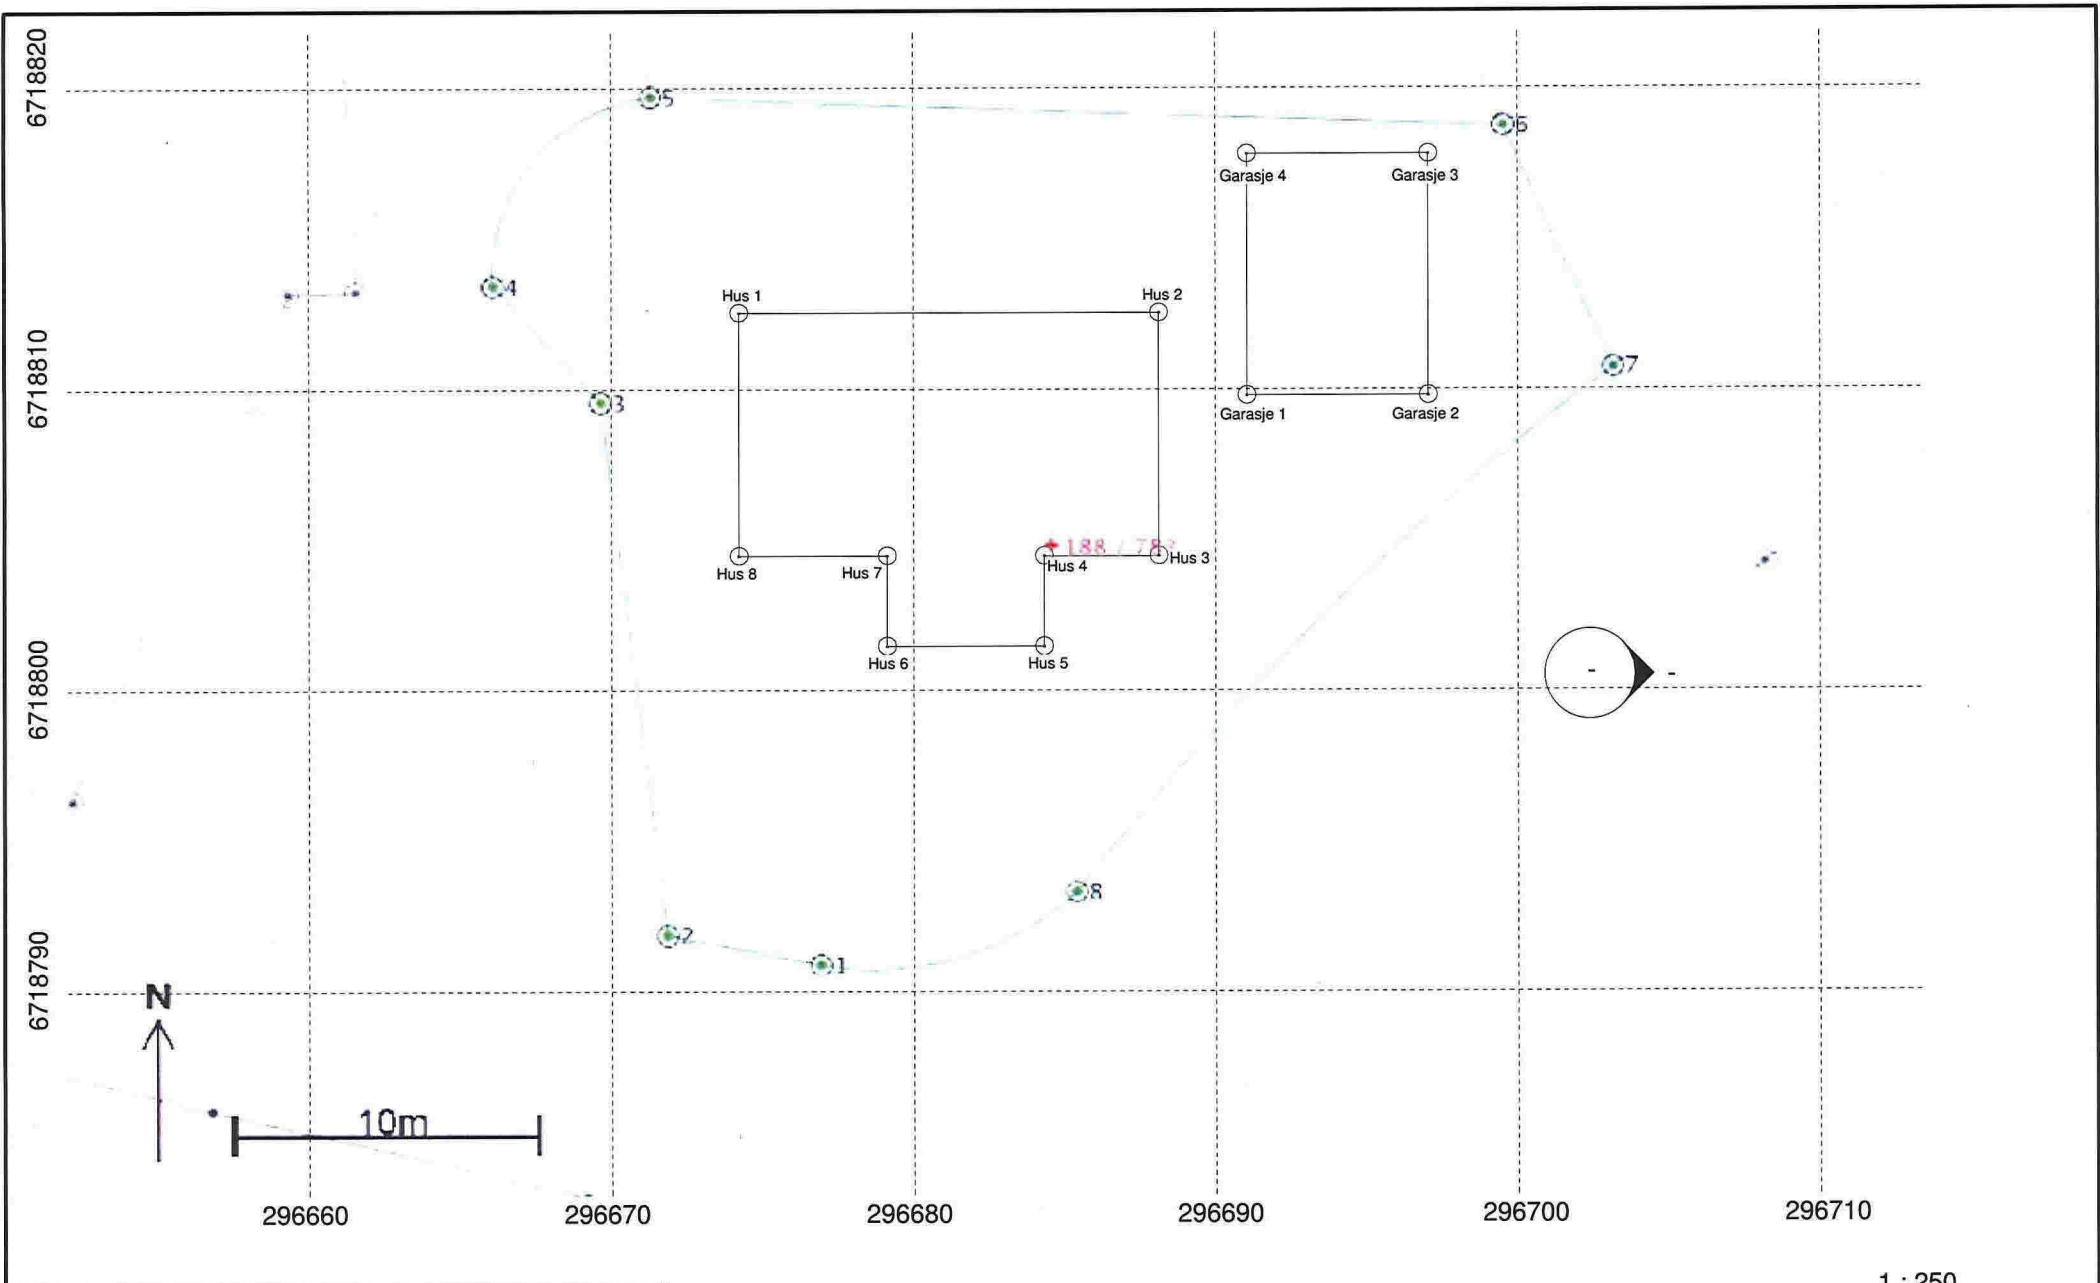 6718820
5
6
Garasje 4
Garasje 3
4
Hus 1
Hus 2
6718810
7
3
Garasje 1
Garasje 2
188 /
Hus 3
Hus 4
Hus 8
Hus 7
Hus 6
Hus 5
6718800
- -
8
2
1
6718790
N
10m
296660
296670
296680
296690
296700
296710
1 : 250